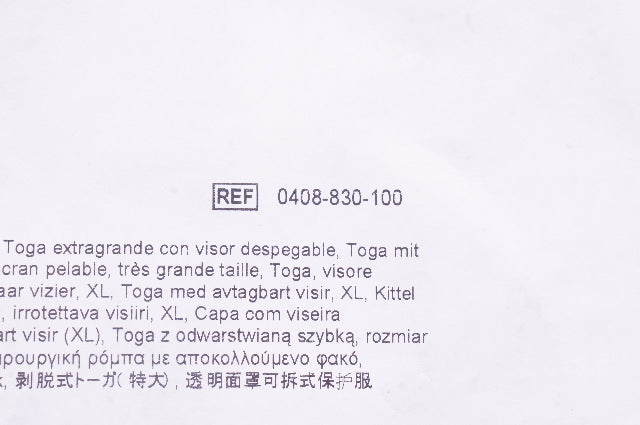 REF 0408-830-100
Toga extragrande con visor despegable, Toga mit
cran pelable, très grande taille, Toga, visore
aar vizier, XL, Toga med avtagbart visir, XL, Kittel
, irrotettava visiiri, XL, Capa com viseira
art visir (XL), Toga z odwarstwianą szybką, rozmiar
ιρουργική ρόμπα με αποκολλούμενο φακό,
, 剥脱式トーガ( 特大) , 透明面罩可拆式保护服